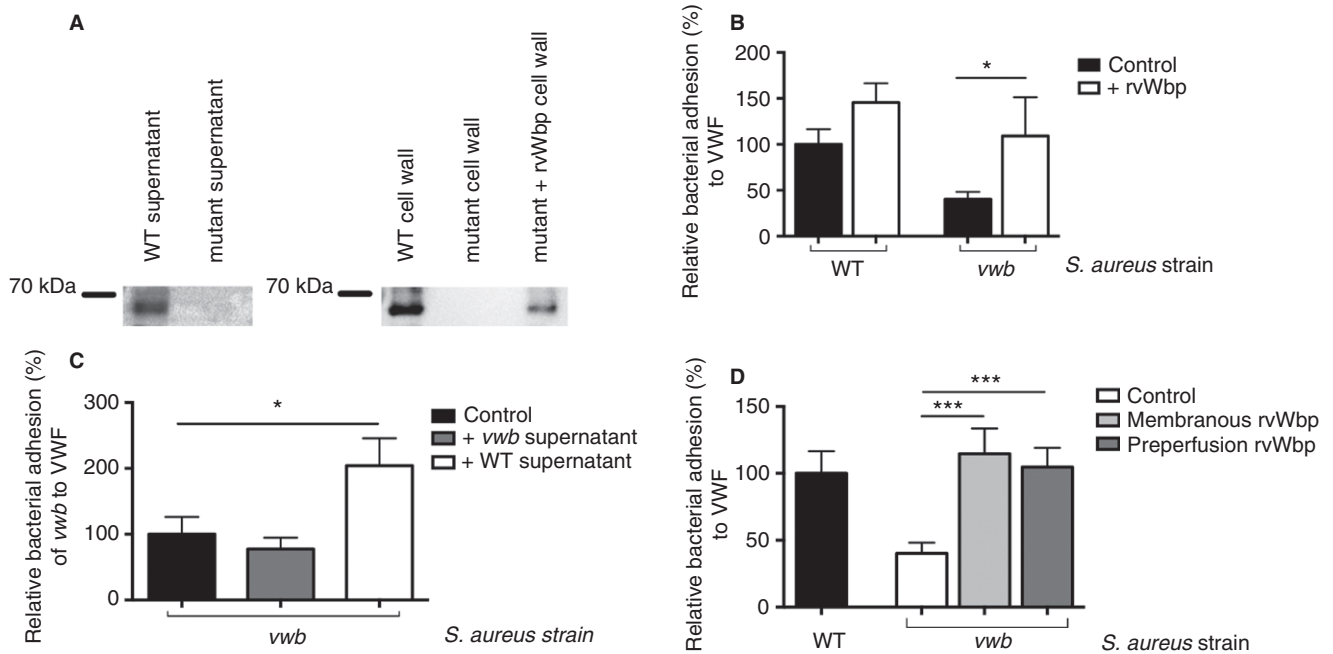 A
WT supernatant
mutant supernatant
WT cell wall
mutant cell wall
mutant + rvWbp cell wall
70 kDa
70 kDa
B
Relative bacterial adhesion (%)
to VWF
200
150
100
50
0
*
Control
+ rvWbp
WT
vwb
S. aureus strain
C
Relative bacterial adhesion (%)
of vwb to VWF
300
200
100
0
*
Control
+ vwb supernatant
+ WT supernatant
vwb
S. aureus strain
D
Relative bacterial adhesion (%)
to VWF
150
100
50
0
***
***
Control
Membranous rvWbp
Preperfusion rvWbp
WT
vwb
S. aureus strain